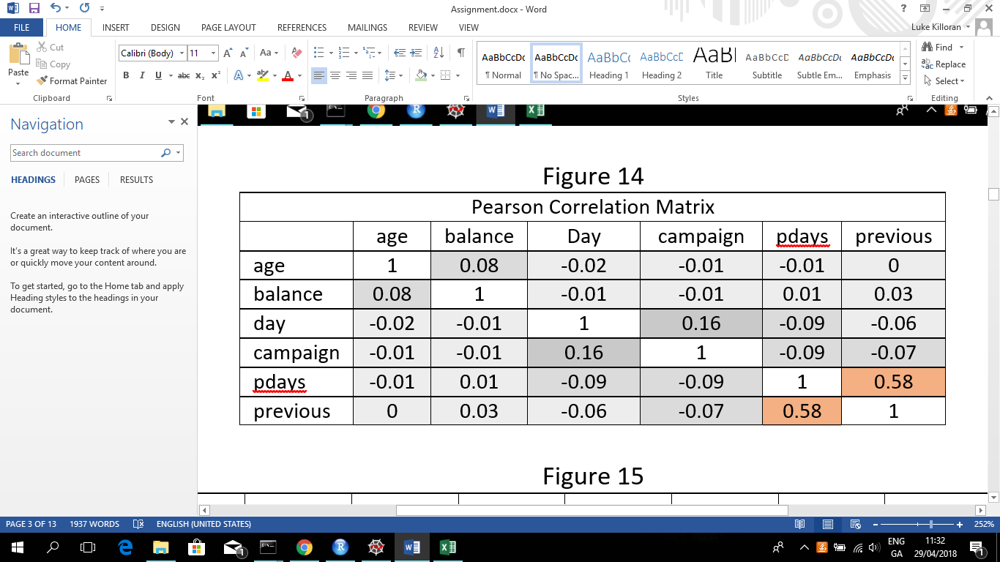 Assignment.docx - Word
?
FILE HOME INSERT DESIGN PAGE LAYOUT REFERENCES MAILINGS REVIEW VIEW Luke Killoran
Paste
Cut
Copy
Format Painter
Clipboard
Calibri (Body) 11
A A Aa
B I U abc x₂ x² A ab A
Font
Paragraph
AaBbCcDc AaBbCcDc AaBbCc AaBbCcD AaB AaBbCcD AaBbCcDc AaBbCcDc
¶ Normal ¶ No Spac... Heading 1 Heading 2 Title Subtitle Subtle Em... Emphasis
Styles
Find
Replace
Select
Editing
Navigation
Search document
HEADINGS PAGES RESULTS
Create an interactive outline of your
document.
It's a great way to keep track of where you are
or quickly move your content around.
To get started, go to the Home tab and apply
Heading styles to the headings in your
document.
Figure 14
Pearson Correlation Matrix
age balance Day campaign pdays previous
age 1 0.08 -0.02 -0.01 -0.01 0
balance 0.08 1 -0.01 -0.01 0.01 0.03
day -0.02 -0.01 1 0.16 -0.09 -0.06
campaign -0.01 -0.01 0.16 1 -0.09 -0.07
pdays -0.01 0.01 -0.09 -0.09 1 0.58
previous 0 0.03 -0.06 -0.07 0.58 1
Figure 15
PAGE 3 OF 13 1937 WORDS ENGLISH (UNITED STATES) 252%
ENG
GA
11:32
29/04/2018
1